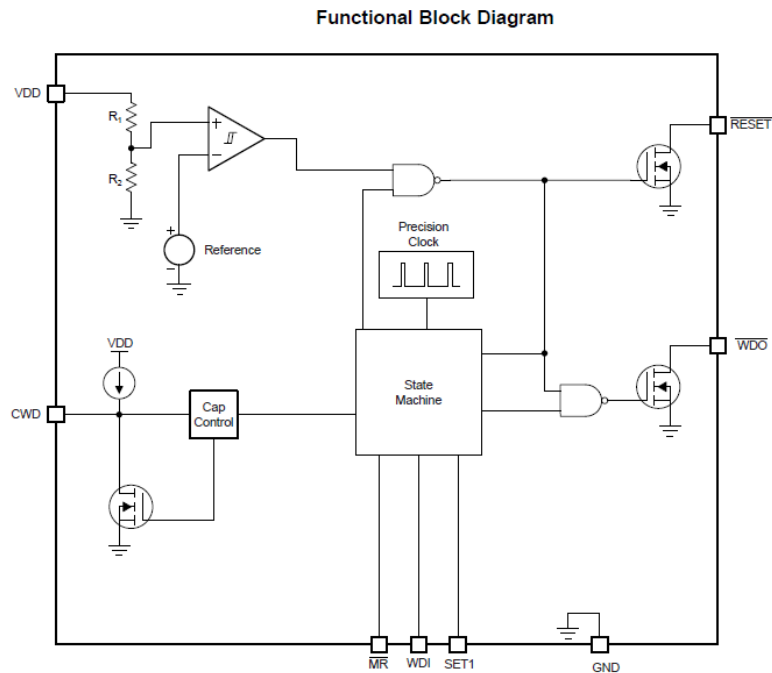 Functional Block Diagram
VDD
R1
R2
+
−
+
−
Reference
RESET
Precision
Clock
VDD
WDO
State
Machine
CWD
Cap
Control
MR
WDI
SET1
GND